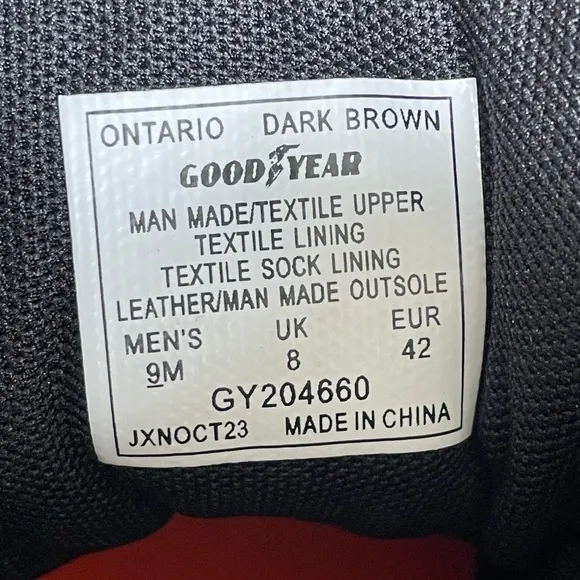 ONTARIO DARK BROWN
GOODYEAR
MAN MADE/TEXTILE UPPER
TEXTILE LINING
TEXTILE SOCK LINING
LEATHER/MAN MADE OUTSOLE
MEN'S UK EUR
9M 8 42
GY204660
JXNOCT23 MADE IN CHINA